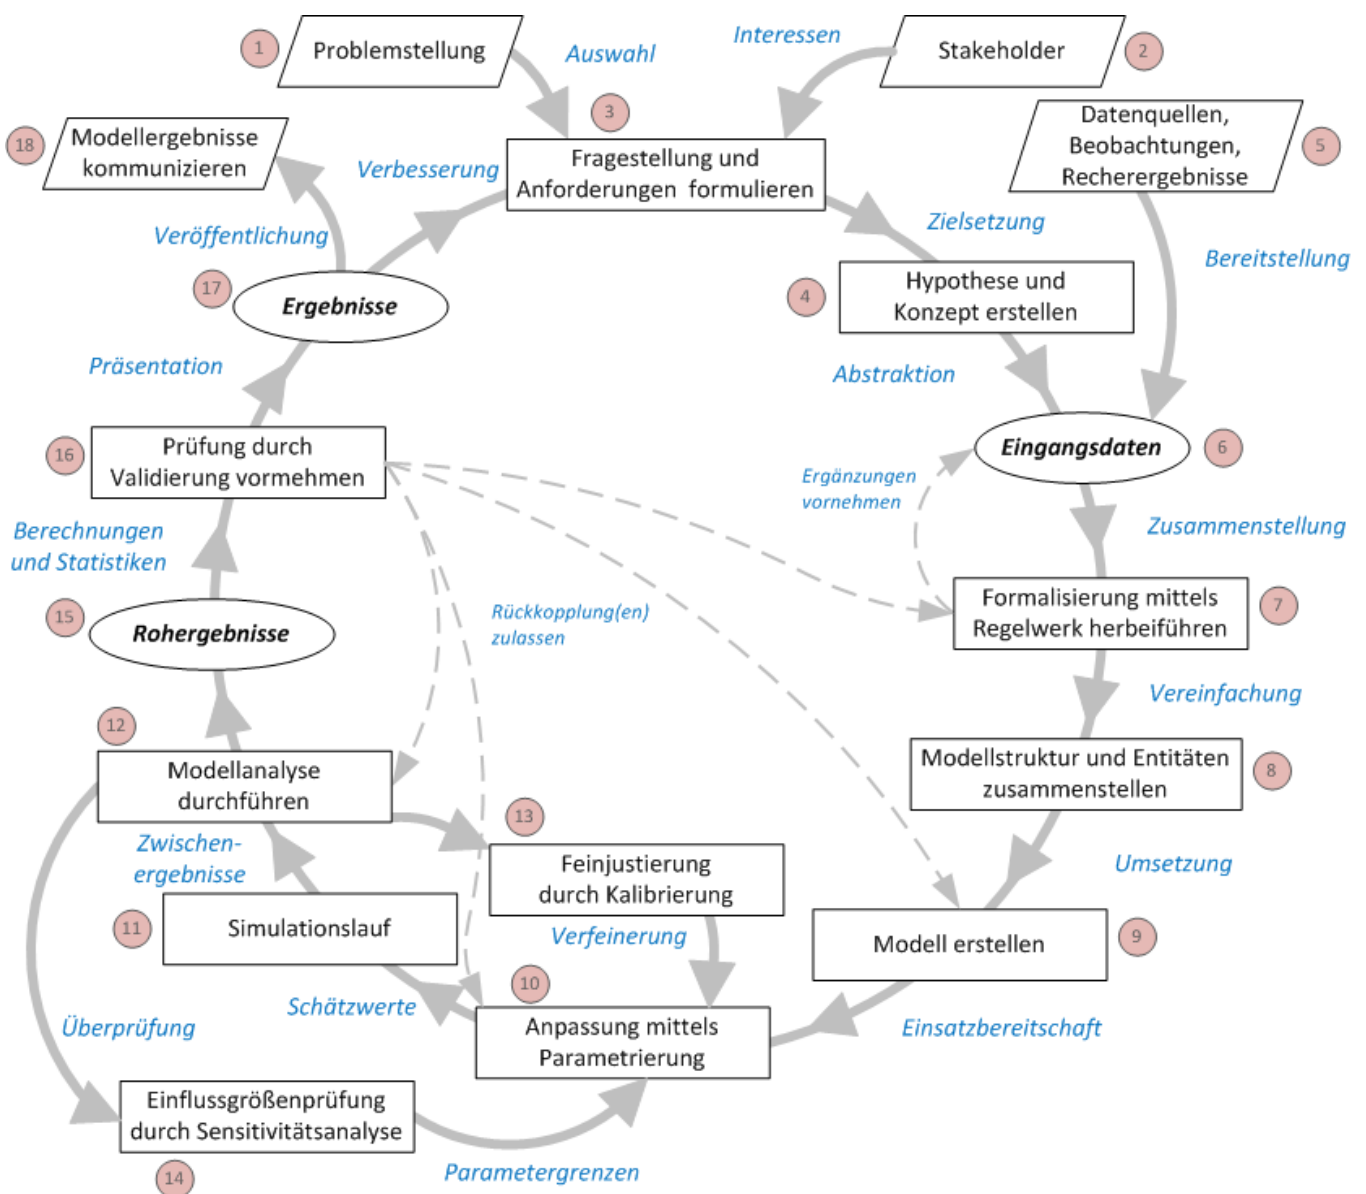 1
Problemstellung
Auswahl
Interessen
Stakeholder
2
3
Fragestellung und
Anforderungen formulieren
Datenquellen,
Beobachtungen,
Recherergebnisse
5
18
Modellergebnisse
kommunizieren
Verbesserung
Veröffentlichung
Zielsetzung
Bereitstellung
17
Ergebnisse
4
Hypothese und
Konzept erstellen
Präsentation
Abstraktion
16
Prüfung durch
Validierung vormehmen
Eingangsdaten
6
Ergänzungen
vornehmen
Berechnungen
und Statistiken
Zusammenstellung
15
Rohergebnisse
Rückkopplung(en)
zulassen
Formalisierung mittels
Regelwerk herbeiführen
7
Vereinfachung
12
Modellanalyse
durchführen
Modellstruktur und Entitäten
zusammenstellen
8
13
Feinjustierung
durch Kalibrierung
Zwischen-
ergebnisse
Umsetzung
11
Simulationslauf
Verfeinerung
Modell erstellen
9
10
Schätzwerte
Anpassung mittels
Parametrierung
Einsatzbereitschaft
Überprüfung
Einflussgrößenprüfung
durch Sensitivitätsanalyse
14
Parametergrenzen